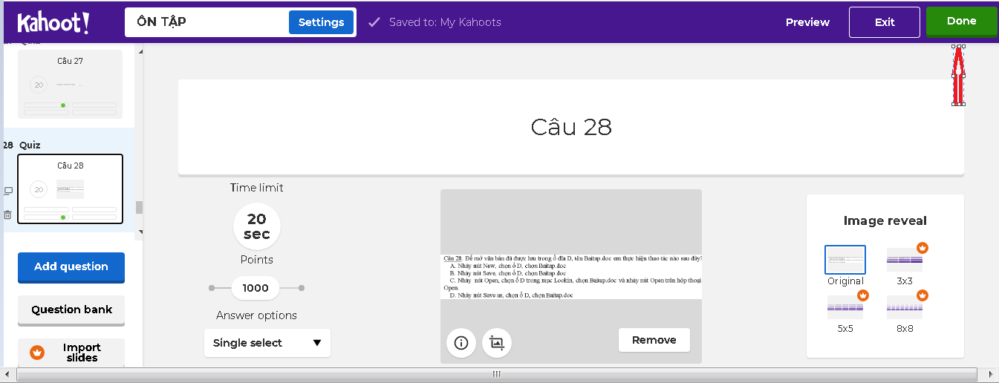 Kahoot!
ÔN TẬP
Settings
Saved to: My Kahoots
Preview
Exit
Done
Quiz
Câu 27
20
28 Quiz
Câu 28
20
Add question
Question bank
Import
slides
Câu 28
Time limit
20
sec
Points
1000
Answer options
Single select
Câu 28. Để mở văn bản đã được lưu trong ổ đĩa D, tên Baitap.doc em thực hiện thao tác nào sau đây?
A. Nháy nút New, chọn ổ D, chọn Baitap.doc
B. Nháy nút Save, chọn ổ D, chọn Baitap.doc
C. Nháy nút Open, chọn ổ D trong mục Lookin, chọn Baitap.doc và nháy nút Open trên hộp thoại
Open.
D. Nháy nút Save as, chọn ổ D, chọn Baitap.doc
Remove
Image reveal
Original
3x3
5x5
8x8